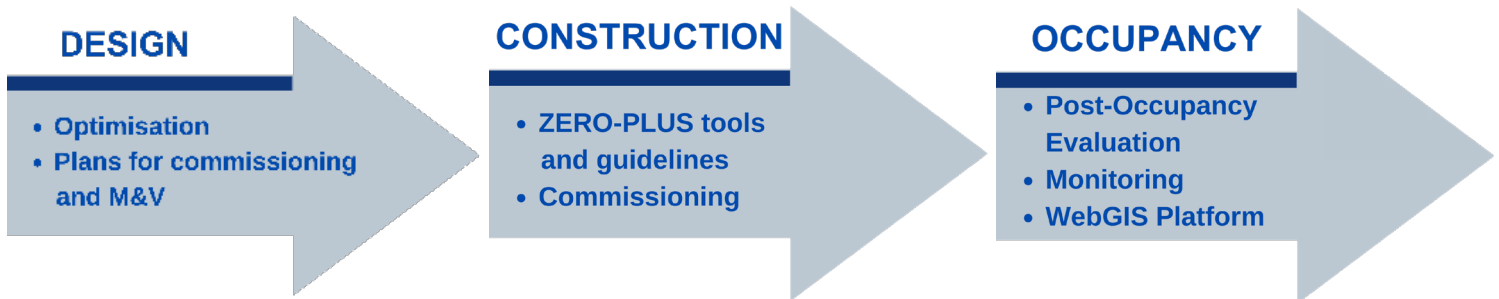 DESIGN
• Optimisation
• Plans for commissioning
and M&V
CONSTRUCTION
• ZERO-PLUS tools
and guidelines
• Commissioning
OCCUPANCY
• Post-Occupancy
Evaluation
• Monitoring
• WebGIS Platform